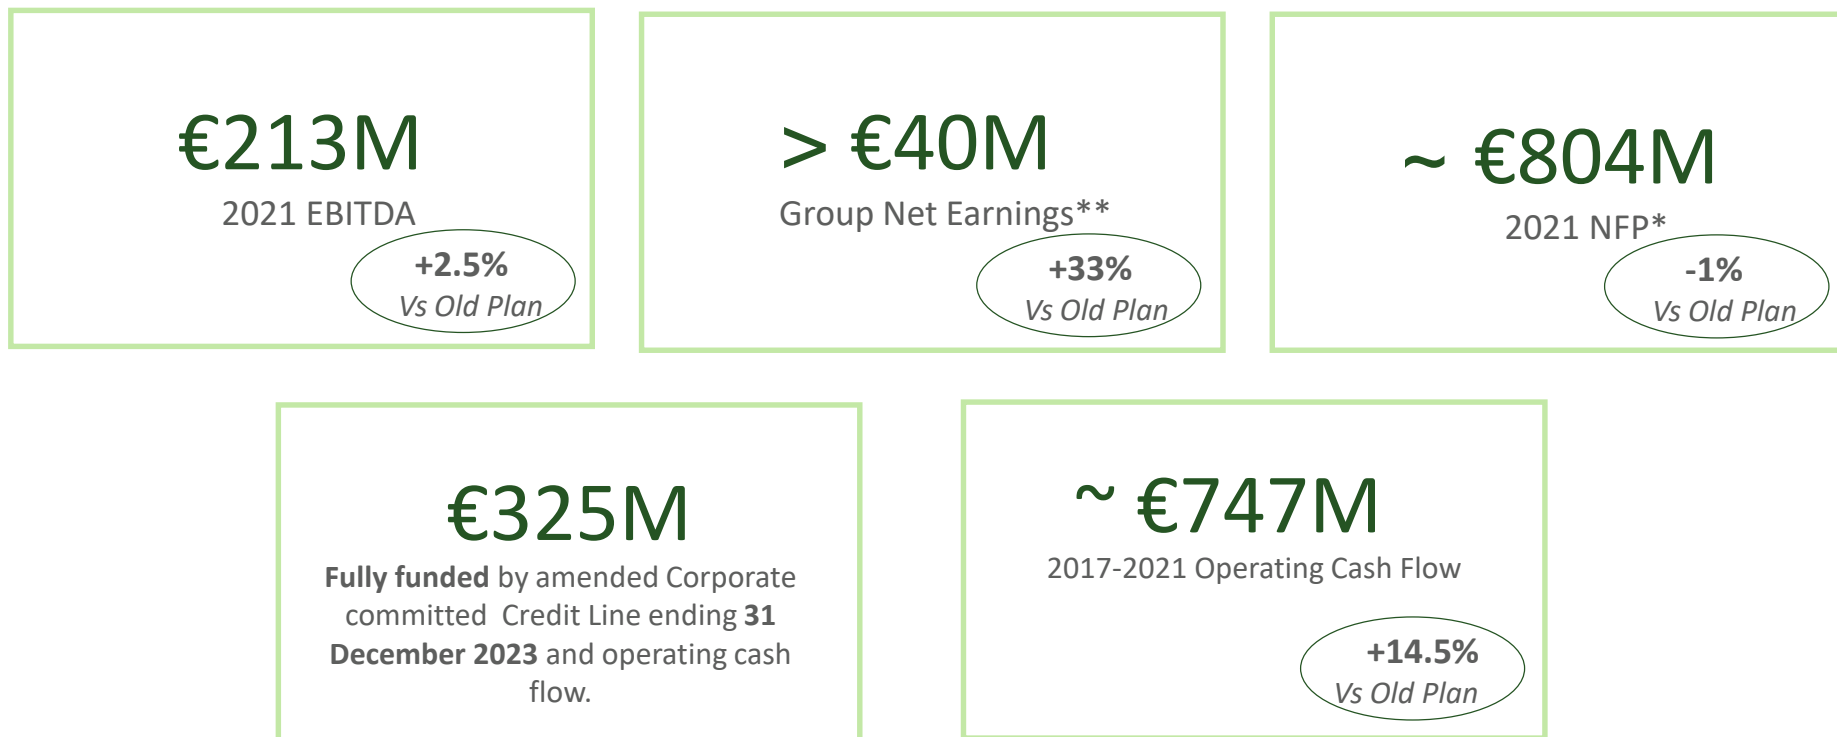 €213M
2021 EBITDA
+2.5%
Vs Old Plan
> €40M
Group Net Earnings**
+33%
Vs Old Plan
~ €804M
2021 NFP*
-1%
Vs Old Plan
€325M
Fully funded by amended Corporate
committed  Credit Line ending 31
December 2023 and operating cash
flow.
~ €747M
2017-2021 Operating Cash Flow
+14.5%
Vs Old Plan